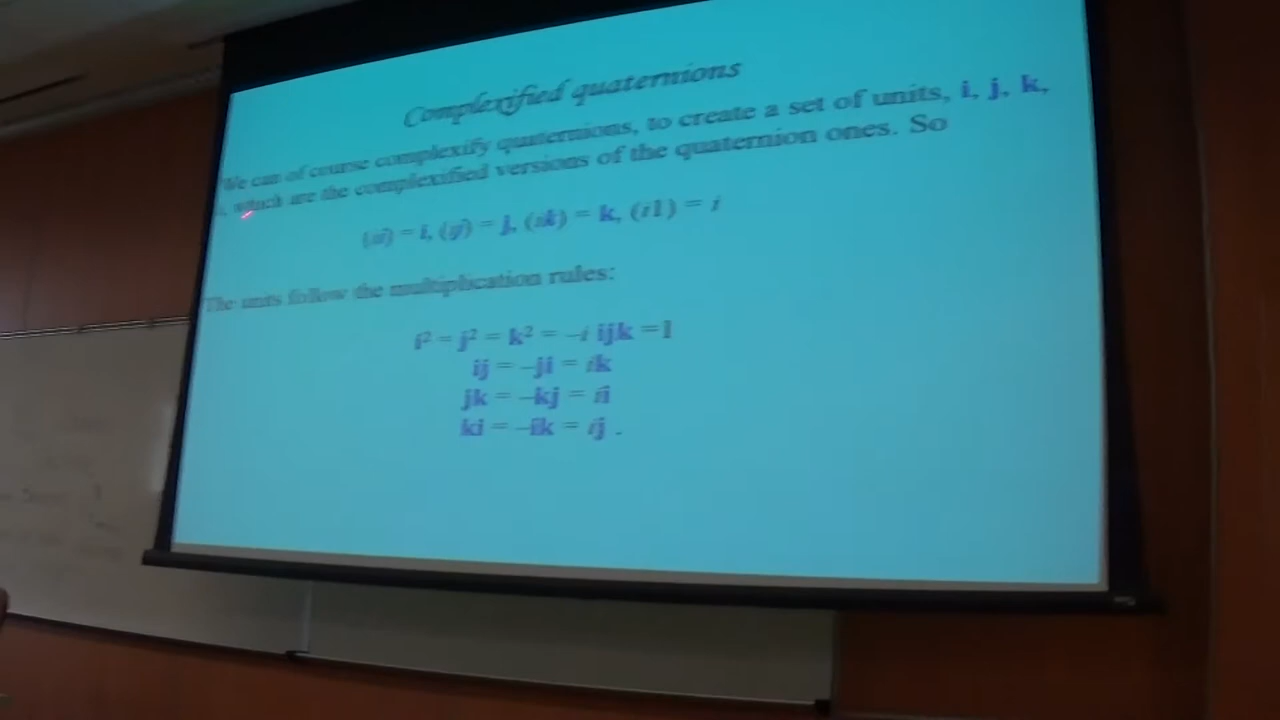 Complexified quaternions
We can of course complexify quaternions, to create a set of units, i, j, k,
i, which are the complexified versions of the quaternion ones. So
(ii) = i, (ij) = j, (ik) = k, (i1) = i
The units follow the multiplication rules:
i² = j² = k² = –i ijk =1
ij = –ji = ik
jk = –kj = ii
ki = –ik = ij .